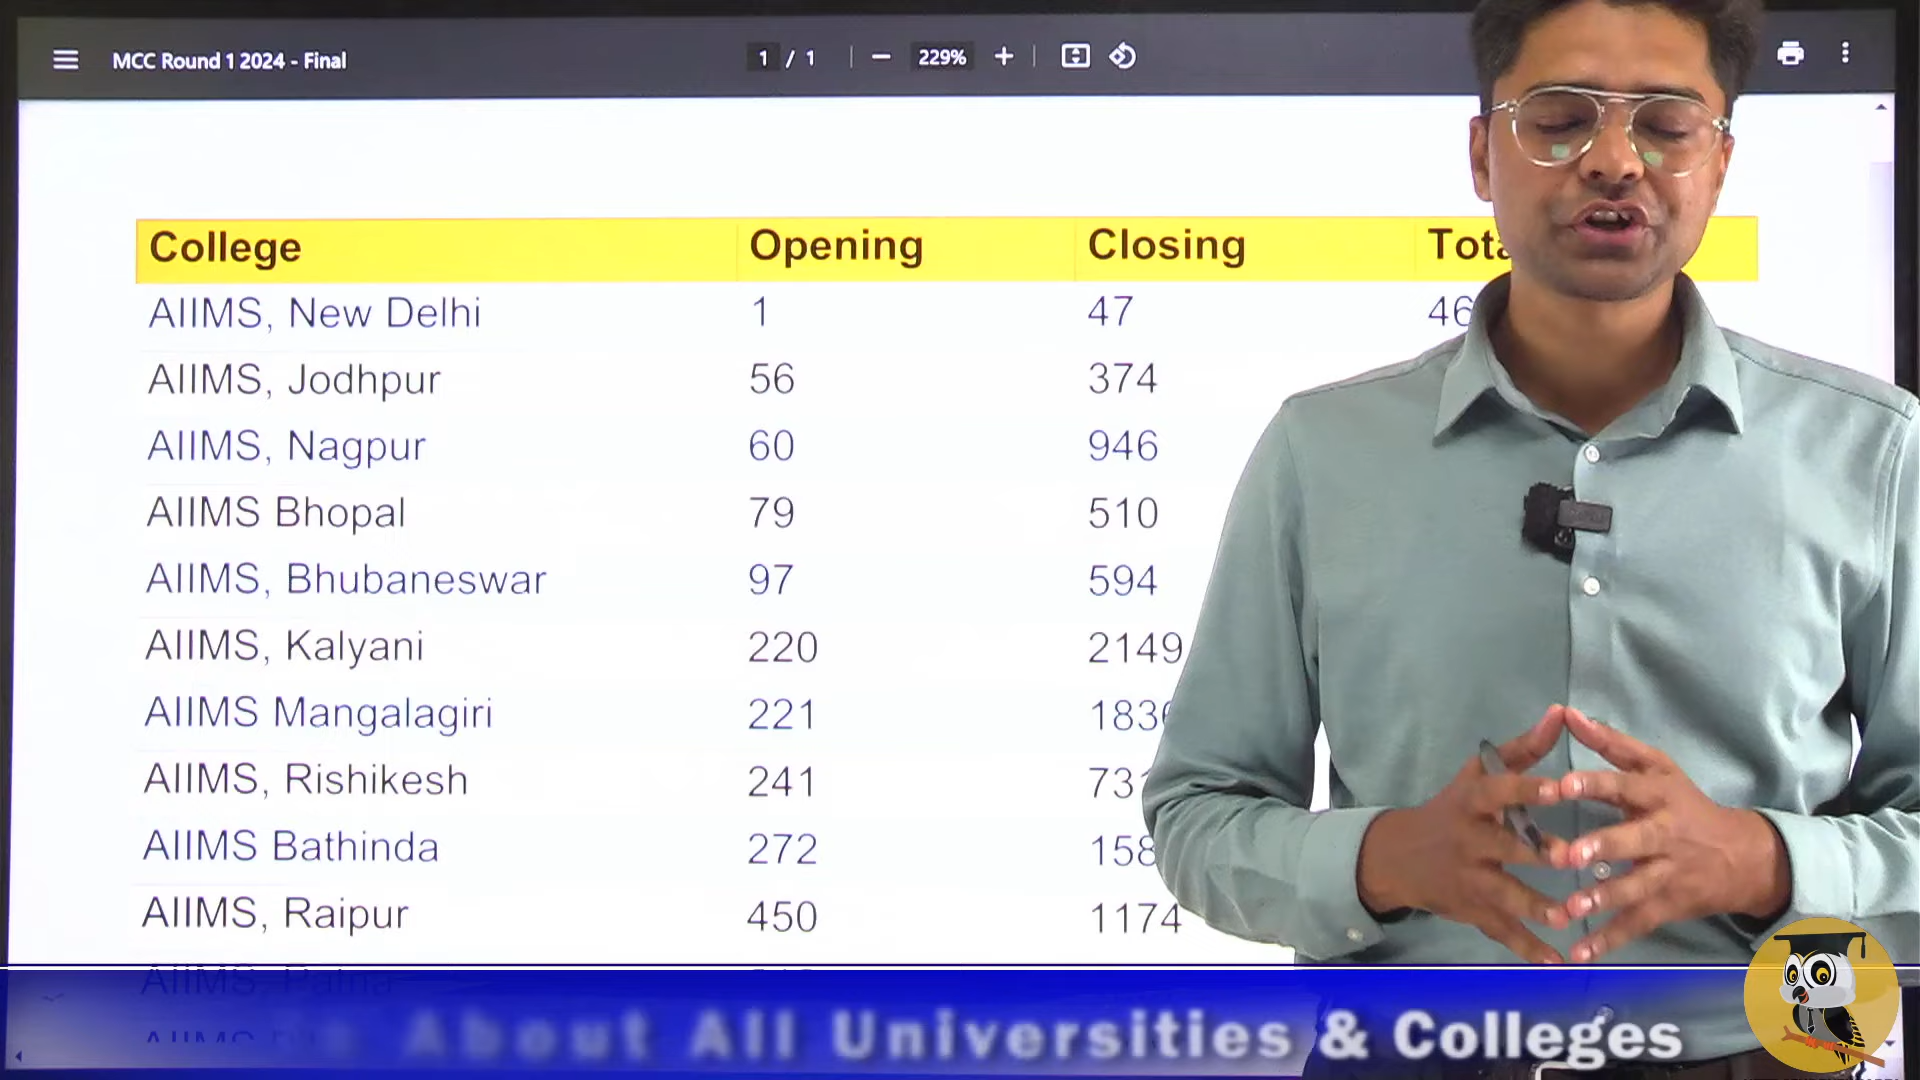 MCC Round 1 2024 - Final
1 / 1
229%
College Opening Closing
AIIMS, New Delhi 1 47 46
AIIMS, Jodhpur 56 374
AIIMS, Nagpur 60 946
AIIMS Bhopal 79 510
AIIMS, Bhubaneswar 97 594
AIIMS, Kalyani 220 2149
AIIMS Mangalagiri 221
AIIMS, Rishikesh 241
AIIMS Bathinda 272
AIIMS, Raipur 450 1174
About All Universities & Colleges